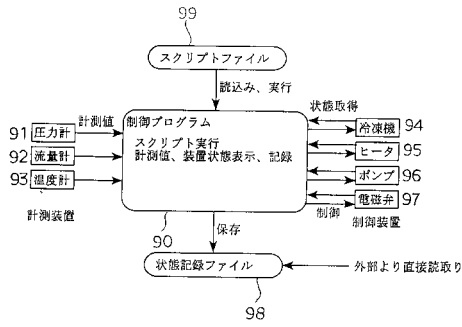 99
スクリプトファイル
読込み、実行
状態取得
計測値
制御プログラム
スクリプト実行
計測値、装置状態表示、記録
91 圧力計
92 流量計
93 温度計
計測装置
冷凍機 94
ヒータ 95
ポンプ 96
電磁弁 97
制御
制御装置
90
保存
状態記録ファイル
外部より直接読取り
98